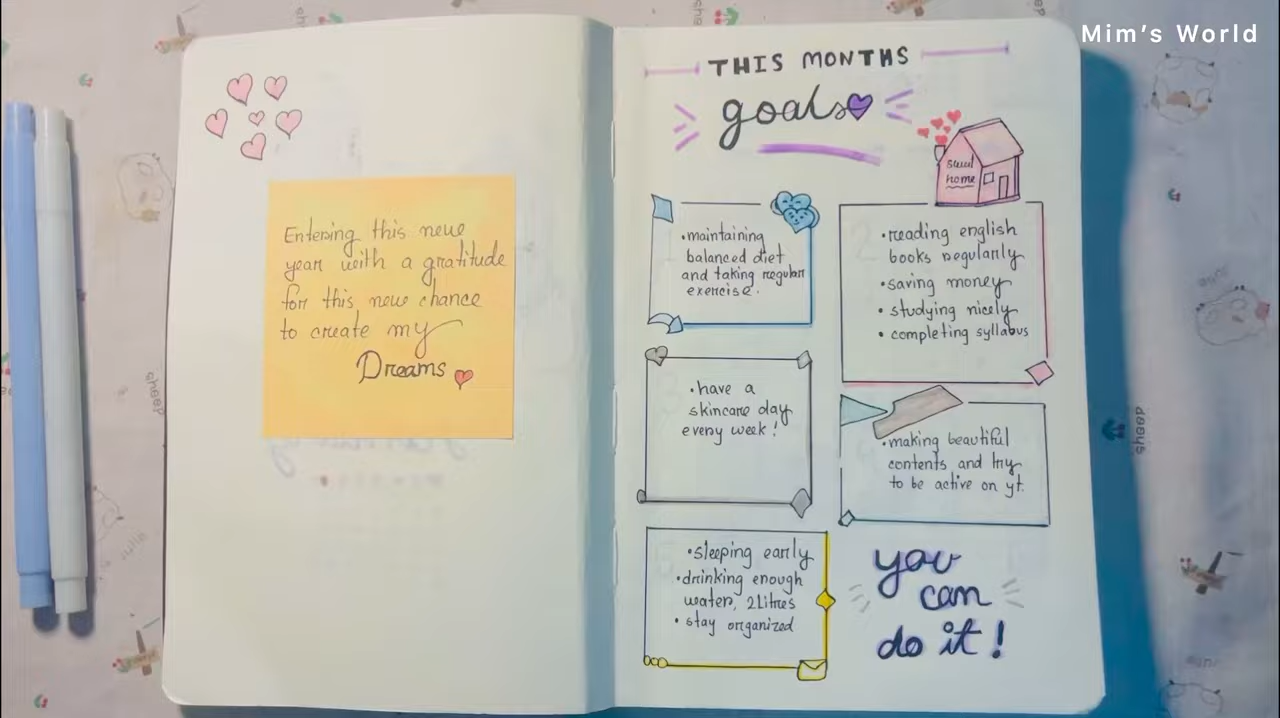 Mim's World
Entering this new
year with a gratitude
for this new chance
to create my
Dreams
THIS MONTHS
goals
sweet
home
•maintaining
balanced diet
and taking regular
exercise.
•reading english
books regularly
•saving money
•studying nicely
•completing syllabus
•have a
skincare day
every week!
•making beautiful
contents and try
to be active on yt.
•sleeping early
•drinking enough
water, 2Litres
•stay organized
you
can
do it!
sheep